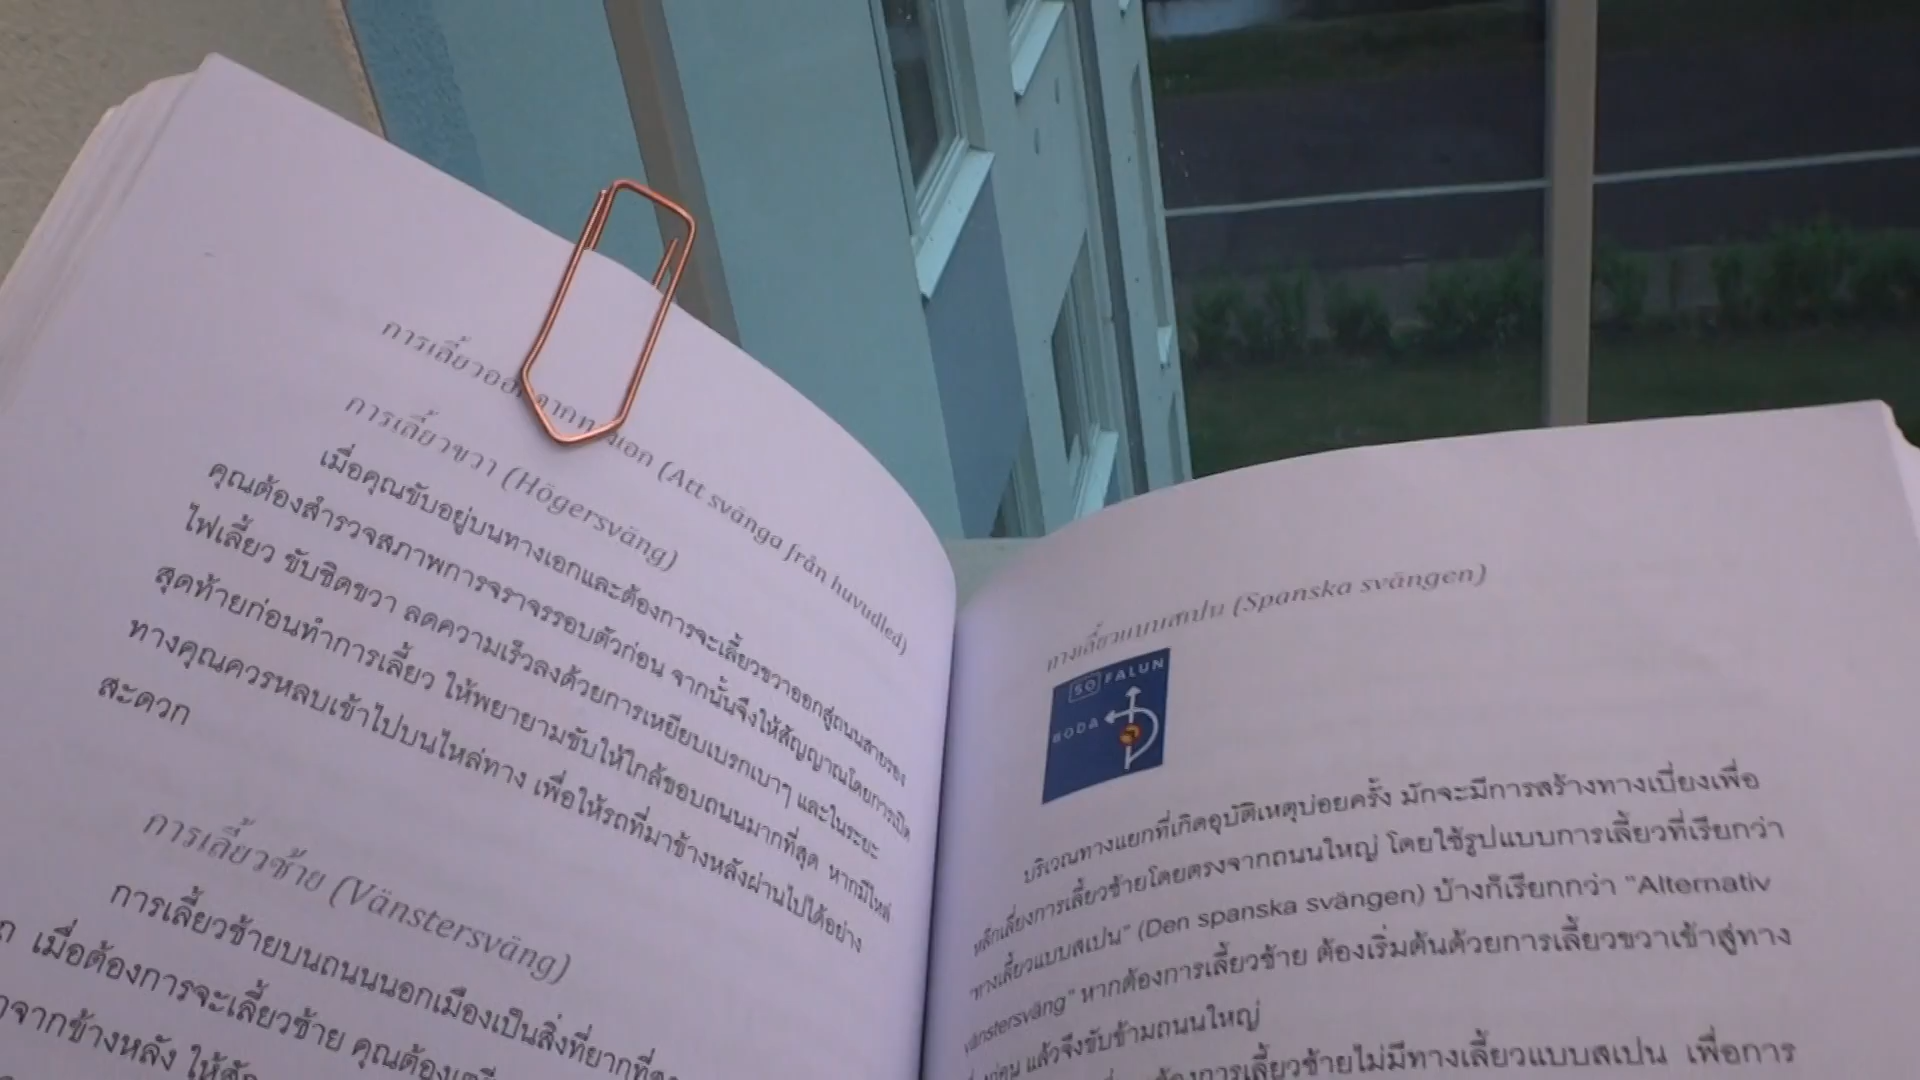 การเลี้ยวออกจากทางเอก (Att svänga från huvudled)
การเลี้ยวขวา (Högersväng)
เมื่อคุณขับอยู่บนทางเอกและต้องการจะเลี้ยวขวาออกสู่ถนนสายรอง
คุณต้องสำรวจสภาพการจราจรรอบตัวก่อน จากนั้นจึงให้สัญญาณโดยการเปิด
ไฟเลี้ยว ขับชิดขวา ลดความเร็วลงด้วยการเหยียบเบรกเบาๆ และในระยะ
สุดท้ายก่อนทำการเลี้ยว ให้พยายามขับให้ใกล้ขอบถนนมากที่สุด หากมีไหล่
ทางคุณควรหลบเข้าไปบนไหล่ทาง เพื่อให้รถที่มาข้างหลังผ่านไปได้อย่าง
สะดวก
การเลี้ยวซ้าย (Vänstersväng)
การเลี้ยวซ้ายบนถนนนอกเมืองเป็นสิ่งที่ยากที่สุด
เมื่อต้องการจะเลี้ยวซ้าย คุณต้อง
จากข้างหลัง ให้
ทางเลี้ยวแบบสเปน (Spanska svängen)
50 FALUN
BODA
บริเวณทางแยกที่เกิดอุบัติเหตุบ่อยครั้ง มักจะมีการสร้างทางเบี่ยงเพื่อ
หลีกเลี่ยงการเลี้ยวซ้ายโดยตรงจากถนนใหญ่ โดยใช้รูปแบบการเลี้ยวที่เรียกว่า
"ทางเลี้ยวแบบสเปน" (Den spanska svängen) บ้างก็เรียกกว่า "Alternativ
vänstersväng" หากต้องการเลี้ยวซ้าย ต้องเริ่มต้นด้วยการเลี้ยวขวาเข้าสู่ทาง
ก่อน แล้วจึงขับข้ามถนนใหญ่
ต้องการเลี้ยวซ้ายไม่มีทางเลี้ยวแบบสเปน เพื่อการ